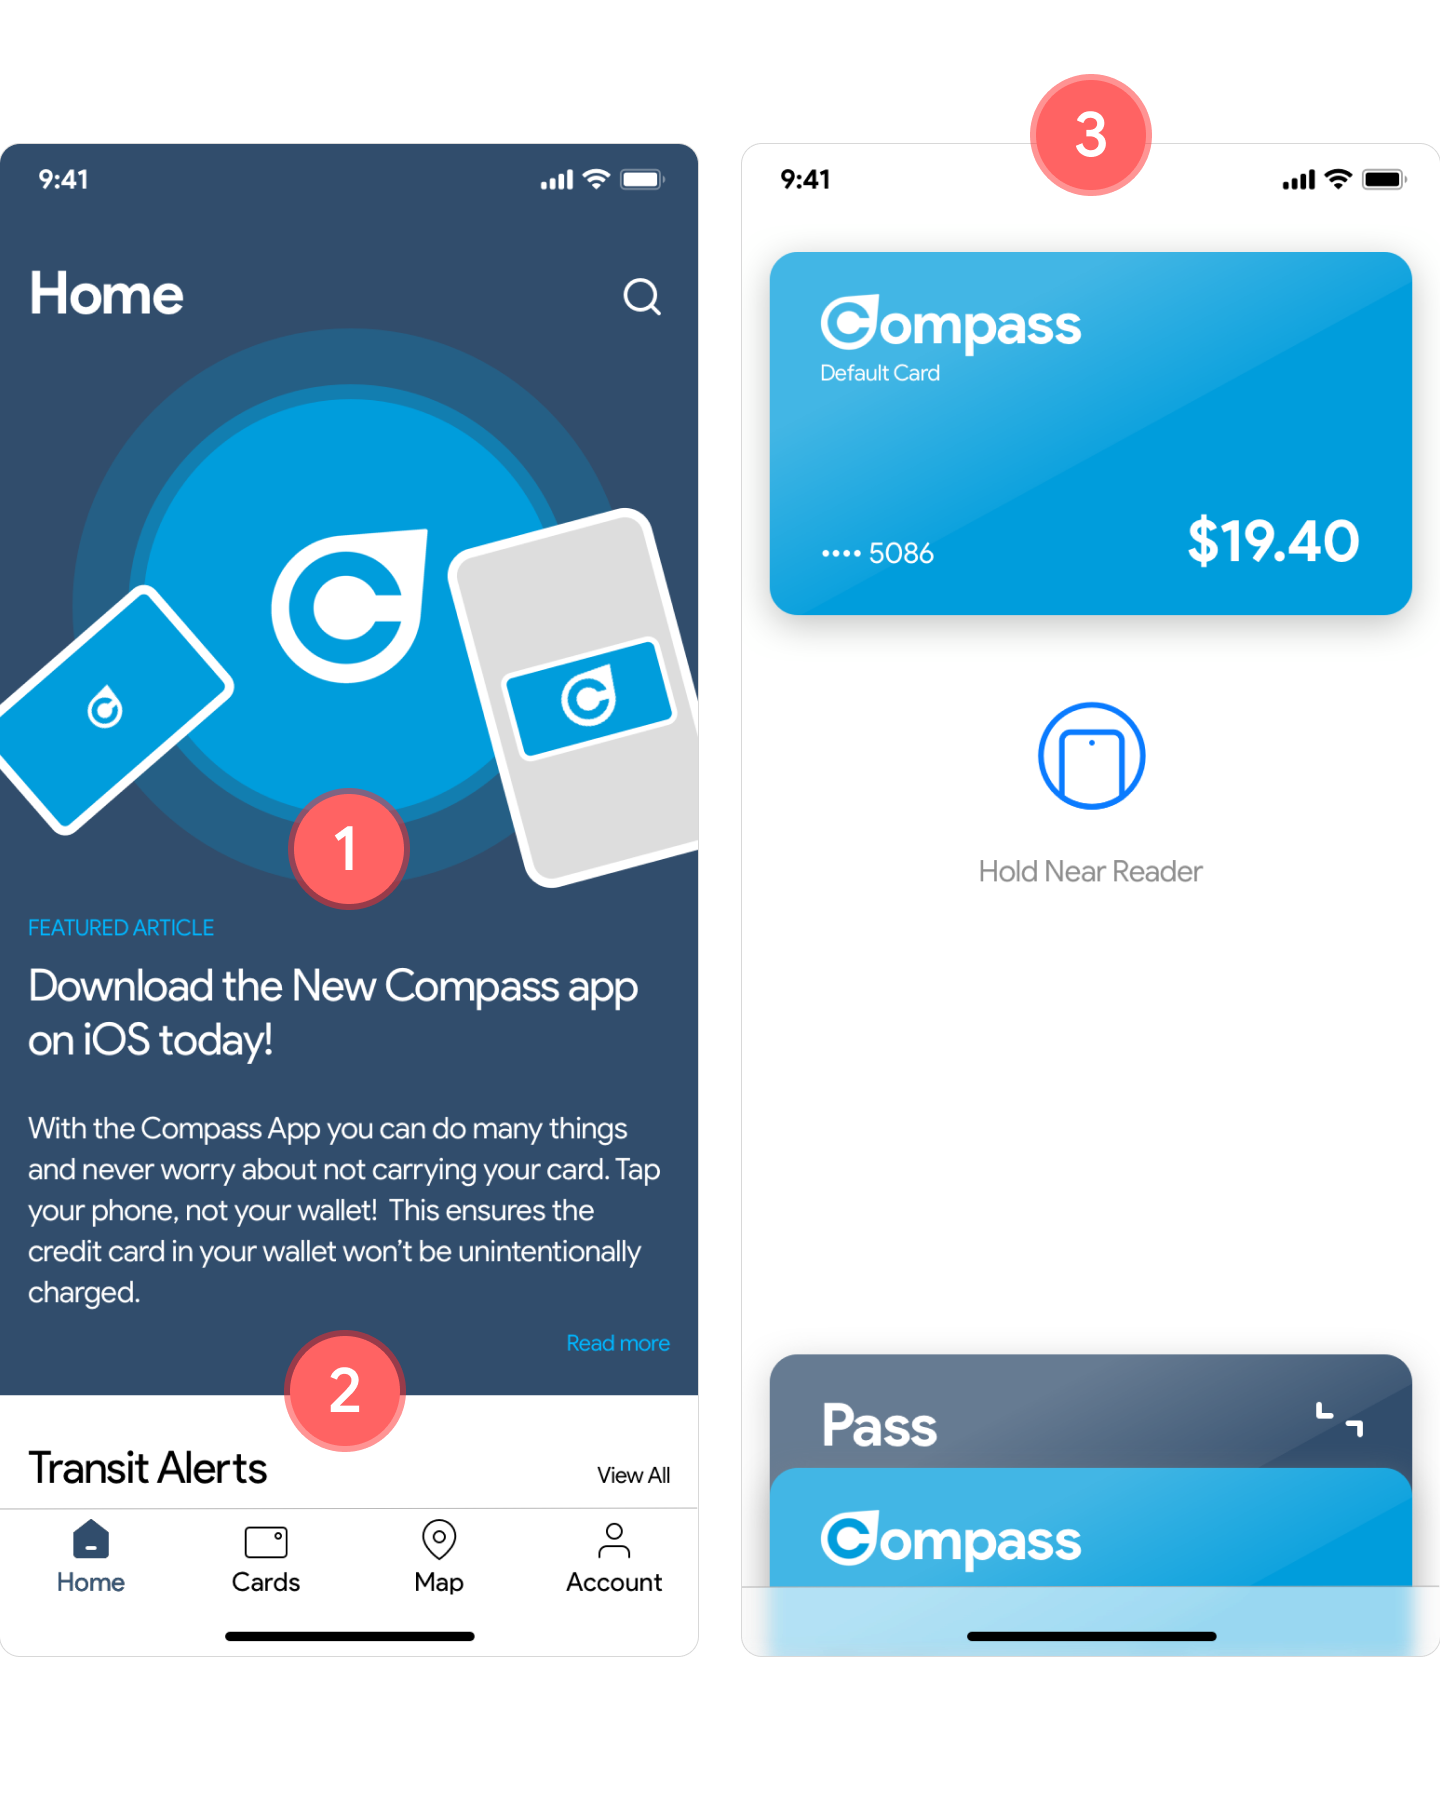 9:41
Home
1
FEATURED ARTICLE
Download the New Compass app
on iOS today!
With the Compass App you can do many things
and never worry about not carrying your card. Tap
your phone, not your wallet!  This ensures the
credit card in your wallet won’t be unintentionally
charged.
Read more
2
Transit Alerts
View All
Home
Cards
Map
Account
3
9:41
Compass
Default Card
•••• 5086
$19.40
Hold Near Reader
Pass
Compass